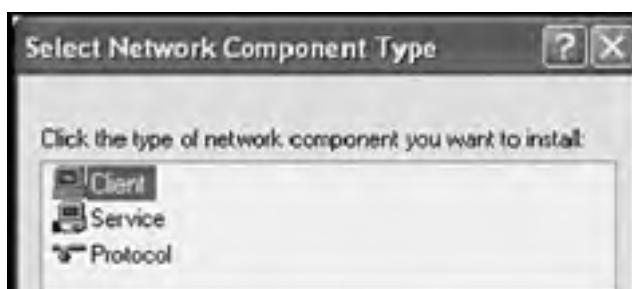 Select Network Component Type
Click the type of network component you want to install:
Client
Service
Protocol